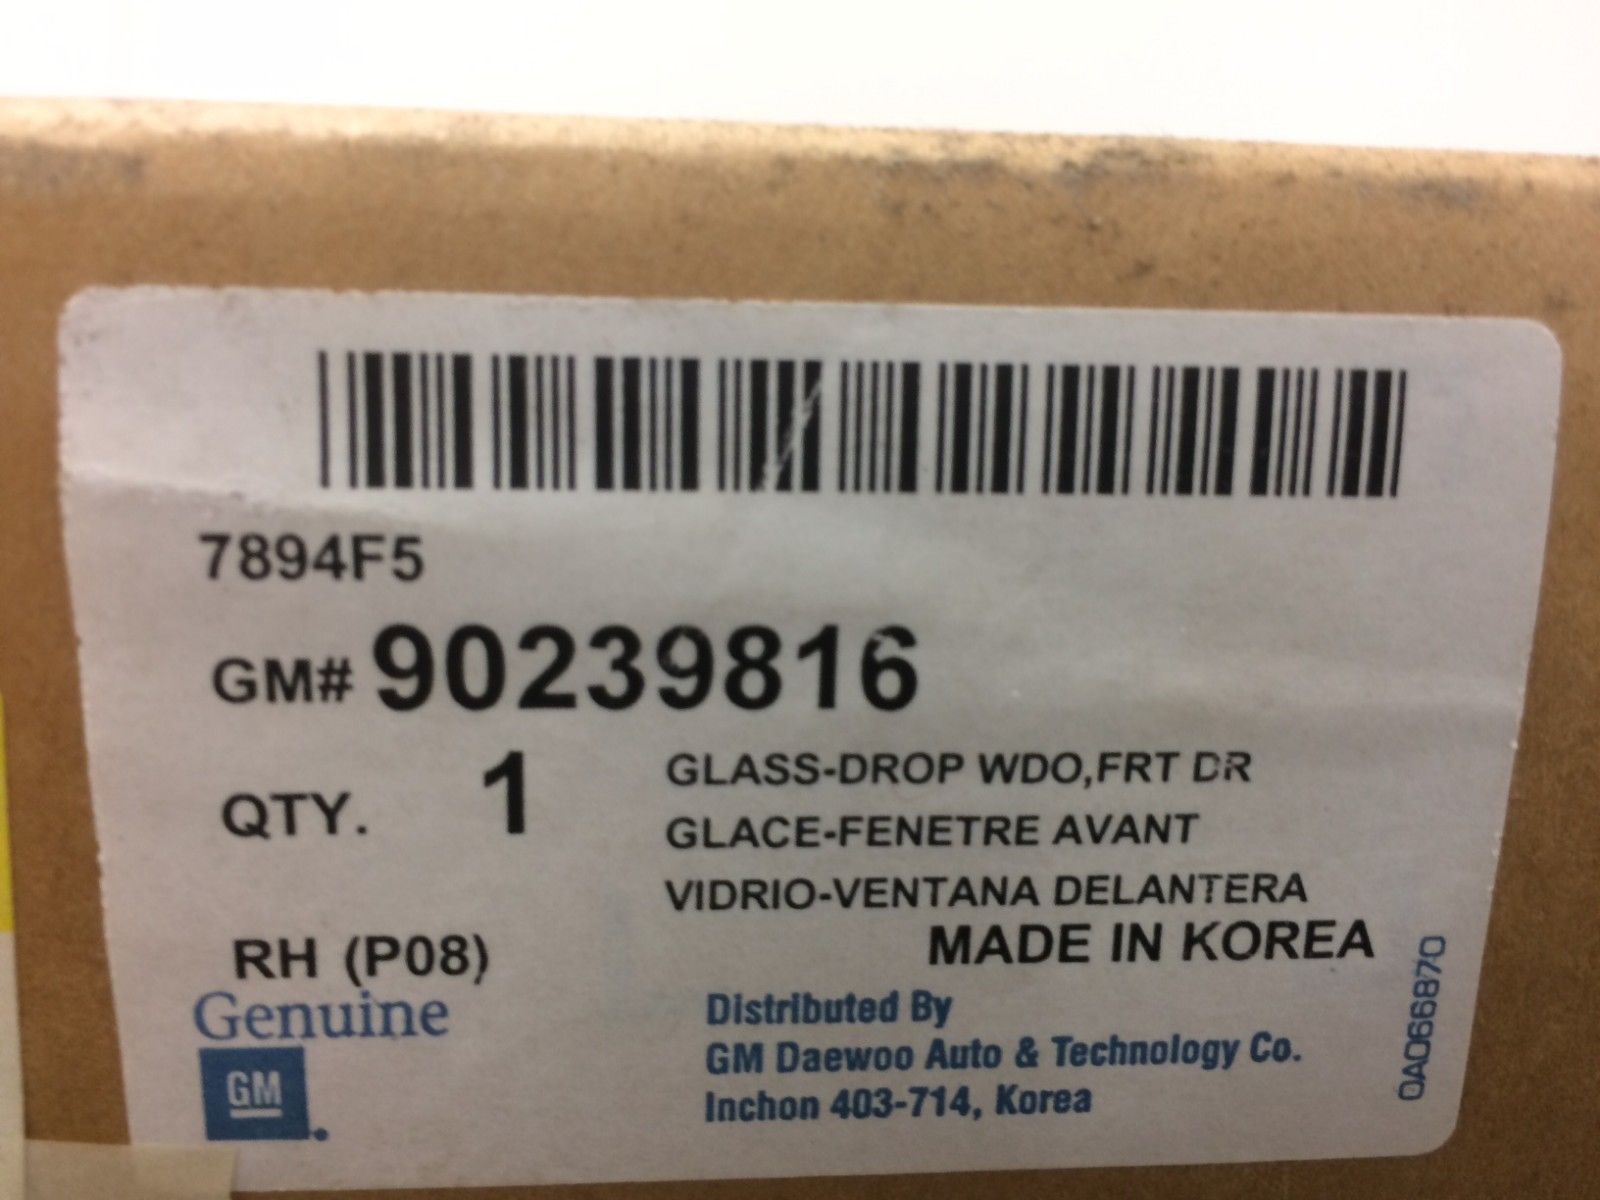 7894F5
GM# 90239816
QTY. 1
GLASS-DROP WDO,FRT DR
GLACE-FENETRE AVANT
VIDRIO-VENTANA DELANTERA
RH (P08)
MADE IN KOREA
Genuine
GM
Distributed By
GM Daewoo Auto & Technology Co.
Inchon 403-714, Korea
0A066870